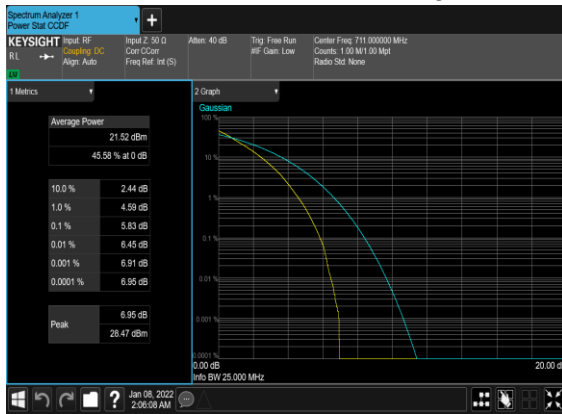 Spectrum Analyzer 1
Power Stat CCDF
KEYSIGHT
RL
Input: RF
Coupling: DC
Align: Auto
Input Z: 50 Ω
Corr CCorr
Freq Ref: Int (S)
Atten: 40 dB
Trig: Free Run
#IF Gain: Low
Center Freq: 711.000000 MHz
Counts: 1.00 M/1.00 Mpt
Radio Std: None
1 Metrics
Average Power
21.52 dBm
45.58 % at 0 dB
10.0 % 2.44 dB
1.0 % 4.59 dB
0.1 % 5.83 dB
0.01 % 6.45 dB
0.001 % 6.91 dB
0.0001 % 6.95 dB
Peak
6.95 dB
28.47 dBm
2 Graph
Gaussian
100 %
10 %
1 %
0.1 %
0.01 %
0.001 %
0.0001 %
0.00 dB
20.00 dB
Info BW 25.000 MHz
?
Jan 08, 2022
2:06:08 AM